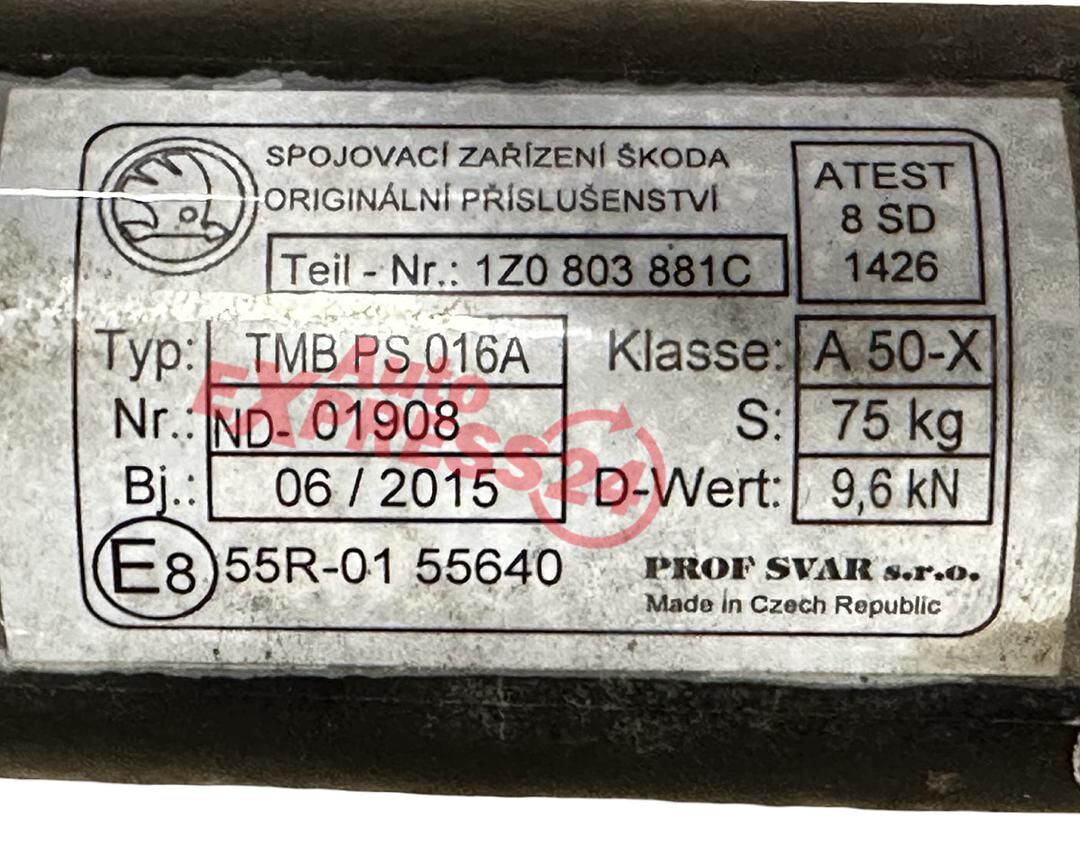 SPOJOVACÍ ZAŘÍZENÍ ŠKODA
ORIGINÁLNÍ PŘÍSLUŠENSTVÍ
Teil - Nr.: 1Z0 803 881C
ATEST
8 SD
1426
Typ: TMB PS 016A
Klasse: A 50-X
Nr.: ND- 01908
S: 75 kg
Bj.: 06 / 2015
D-Wert: 9,6 kN
Auto
EXPRESS24
E8 55R-01 55640
PROF SVAR s.r.o.
Made in Czech Republic